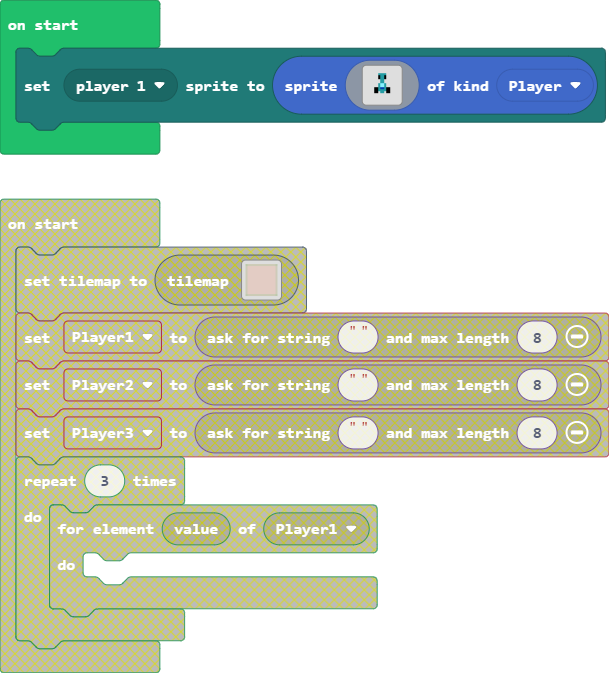 on start
set player 1 sprite to sprite of kind Player
on start
set tilemap to tilemap
set Player1 to ask for string " " and max length 8
set Player2 to ask for string " " and max length 8
set Player3 to ask for string " " and max length 8
repeat 3 times
do
for element value of Player1
do